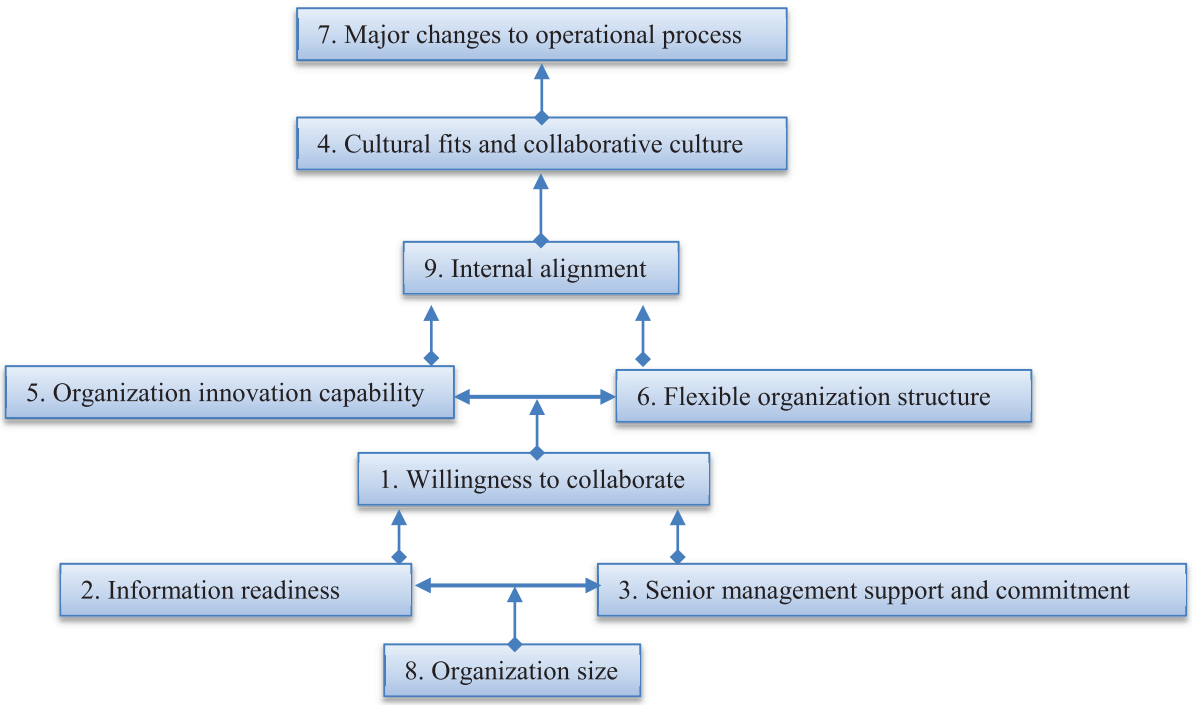 7. Major changes to operational process
4. Cultural fits and collaborative culture
9. Internal alignment
5. Organization innovation capability
6. Flexible organization structure
1. Willingness to collaborate
2. Information readiness
3. Senior management support and commitment
8. Organization size